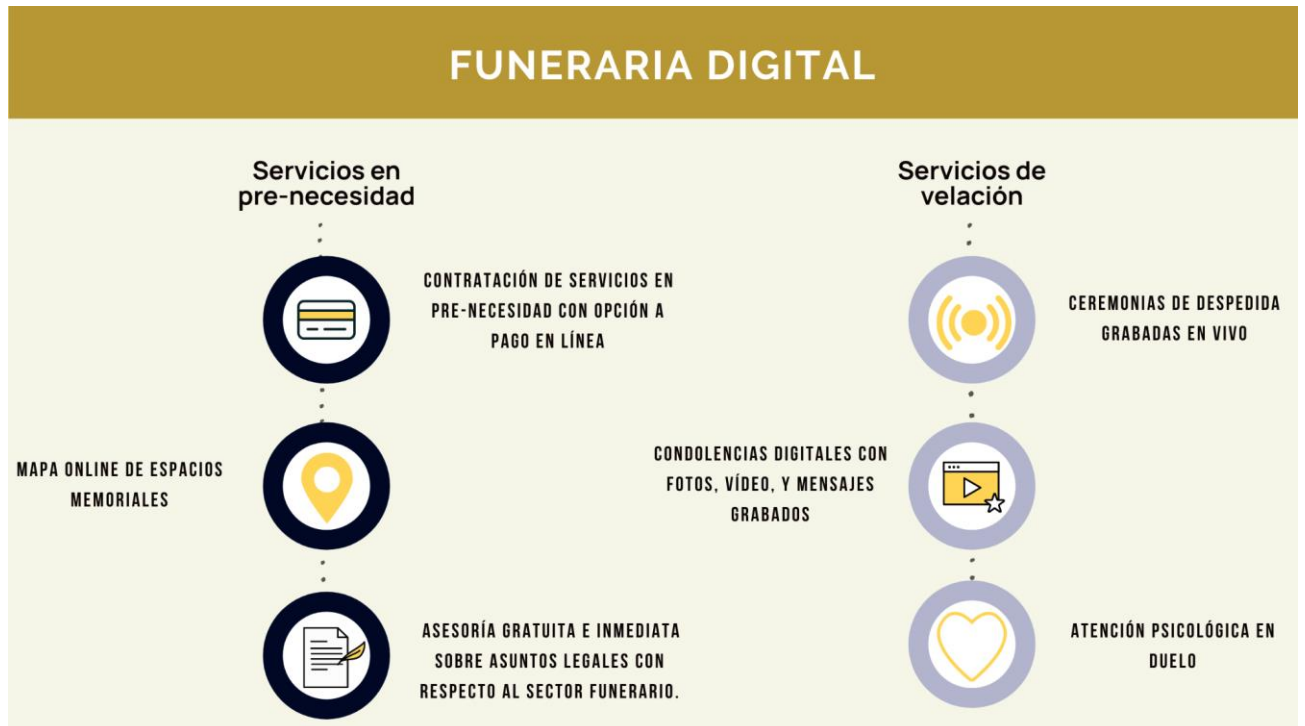 FUNERARIA DIGITAL
Servicios en
pre-necesidad
CONTRATACIÓN DE SERVICIOS EN
PRE-NECESIDAD CON OPCIÓN A
PAGO EN LÍNEA
MAPA ONLINE DE ESPACIOS
MEMORIALES
ASESORÍA GRATUITA E INMEDIATA
SOBRE ASUNTOS LEGALES CON
RESPECTO AL SECTOR FUNERARIO.
Servicios de
velación
CEREMONIAS DE DESPEDIDA
GRABADAS EN VIVO
CONDOLENCIAS DIGITALES CON
FOTOS, VÍDEO, Y MENSAJES
GRABADOS
ATENCIÓN PSICOLÓGICA EN
DUELO